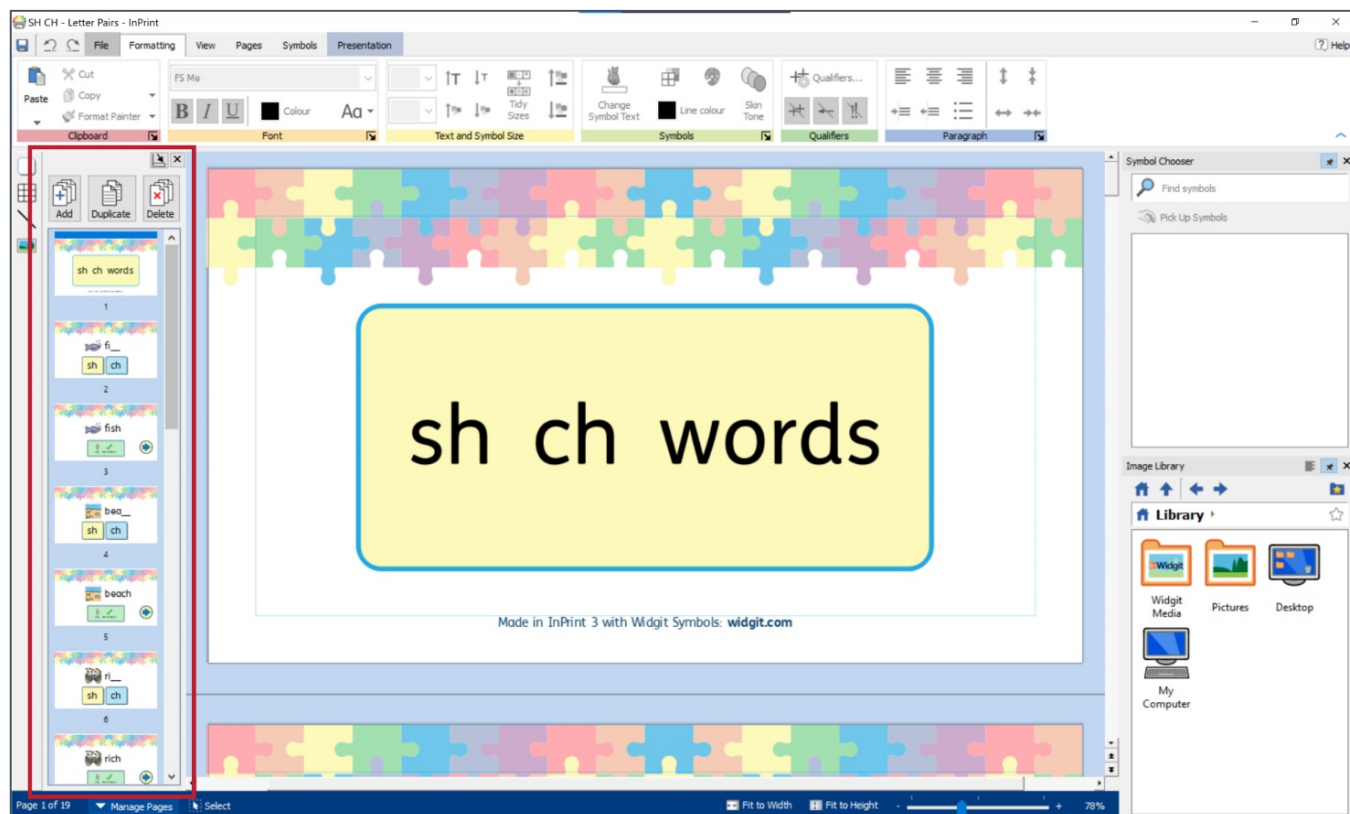 SH CH - Letter Pairs - InPrint
File Formatting View Pages Symbols Presentation
Help
Paste
Cut
Copy
Format Painter
Clipboard
FS Me
B I U Colour Aa
Font
Tidy Sizes
Text and Symbol Size
Change Symbol Text
Line colour
Skin Tone
Symbols
Qualifiers...
Qualifiers
Paragraph
Add Duplicate Delete
sh ch words
1
fi__
sh ch
2
fish
3
bea__
sh ch
4
beach
5
ri__
sh ch
6
rich
sh ch words
Made in InPrint 3 with Widgit Symbols: widgit.com
Symbol Chooser
Find symbols
Pick Up Symbols
Image Library
Library
Widgit
Widgit Media
Pictures
Desktop
My Computer
Page 1 of 19 Manage Pages Select Fit to Width Fit to Height - + 78%